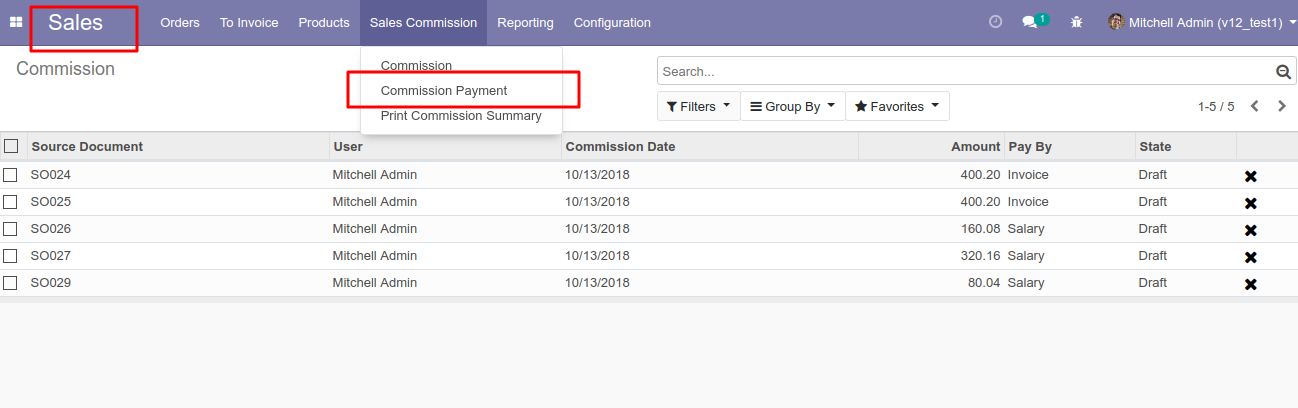 Sales Orders To Invoice Products Sales Commission Reporting Configuration 1 Mitchell Admin (v12_test1)
Commission
Commission
Commission Payment
Print Commission Summary
Search...
Filters Group By Favorites 1-5 / 5
Source Document User Commission Date Amount Pay By State
SO024 Mitchell Admin 10/13/2018 400.20 Invoice Draft
SO025 Mitchell Admin 10/13/2018 400.20 Invoice Draft
SO026 Mitchell Admin 10/13/2018 160.08 Salary Draft
SO027 Mitchell Admin 10/13/2018 320.16 Salary Draft
SO029 Mitchell Admin 10/13/2018 80.04 Salary Draft